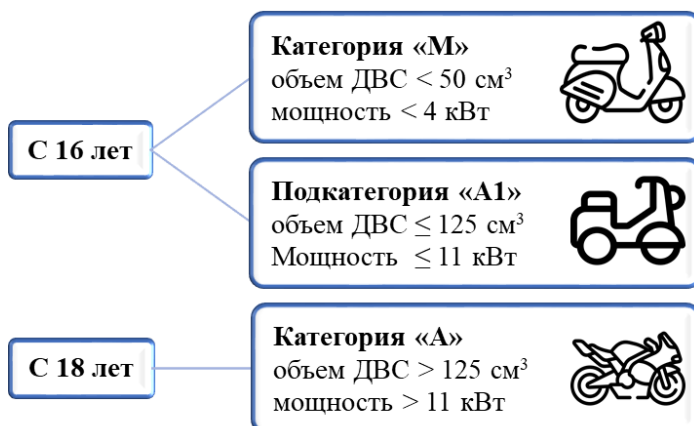 С 16 лет
Категория «М»
объем ДВС < 50 см³
мощность < 4 кВт
Подкатегория «А1»
объем ДВС ≤ 125 см³
Мощность ≤ 11 кВт
С 18 лет
Категория «А»
объем ДВС > 125 см³
мощность > 11 кВт